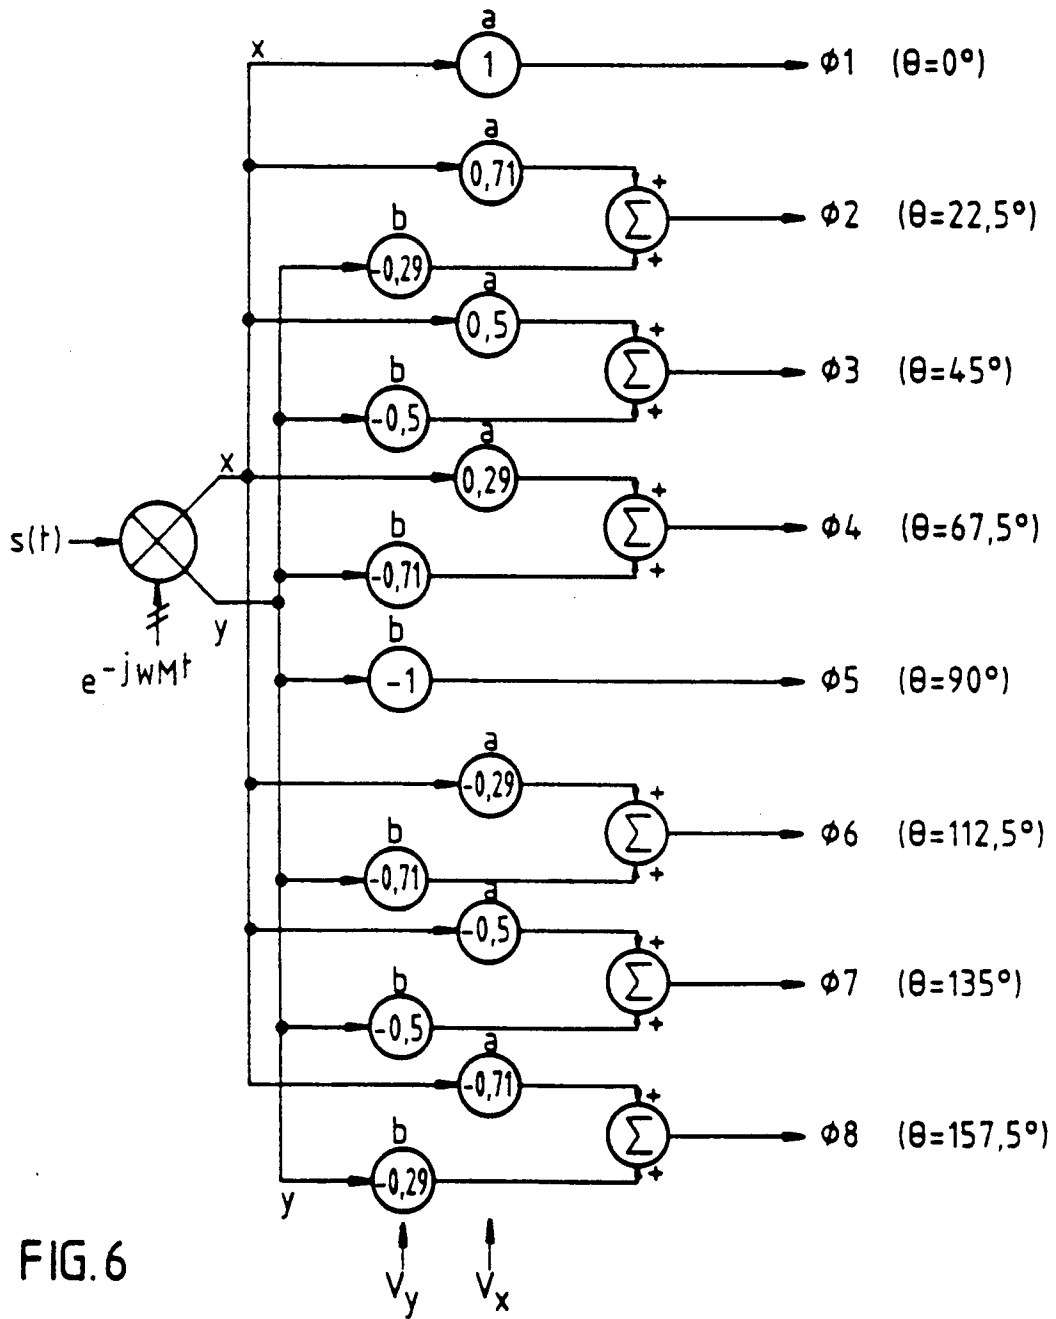 a
x
1
ϕ1 (θ=0°)
a
0,71
+
Σ
ϕ2 (θ=22,5°)
b
-0,29
+
a
0,5
+
Σ
ϕ3 (θ=45°)
b
-0,5
+
a
x
0,29
+
s(t)
Σ
ϕ4 (θ=67,5°)
b
-0,71
+
y
e-jwMt
b
-1
ϕ5 (θ=90°)
a
-0,29
+
Σ
ϕ6 (θ=112,5°)
b
-0,71
+
a
-0,5
+
Σ
ϕ7 (θ=135°)
b
-0,5
+
a
-0,71
+
Σ
ϕ8 (θ=157,5°)
b
-0,29
+
y
Vy Vx
FIG. 6